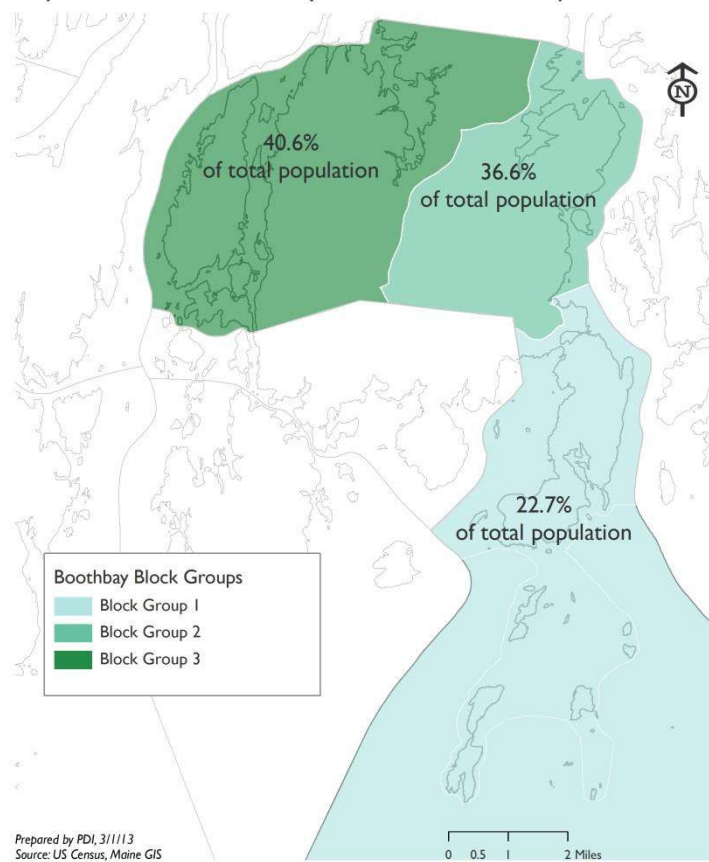 40.6%
of total population
36.6%
of total population
N
22.7%
of total population
Boothbay Block Groups
Block Group 1
Block Group 2
Block Group 3
Prepared by PDI, 3/1/13
Source: US Census, Maine GIS
0 0.5 1 2 Miles